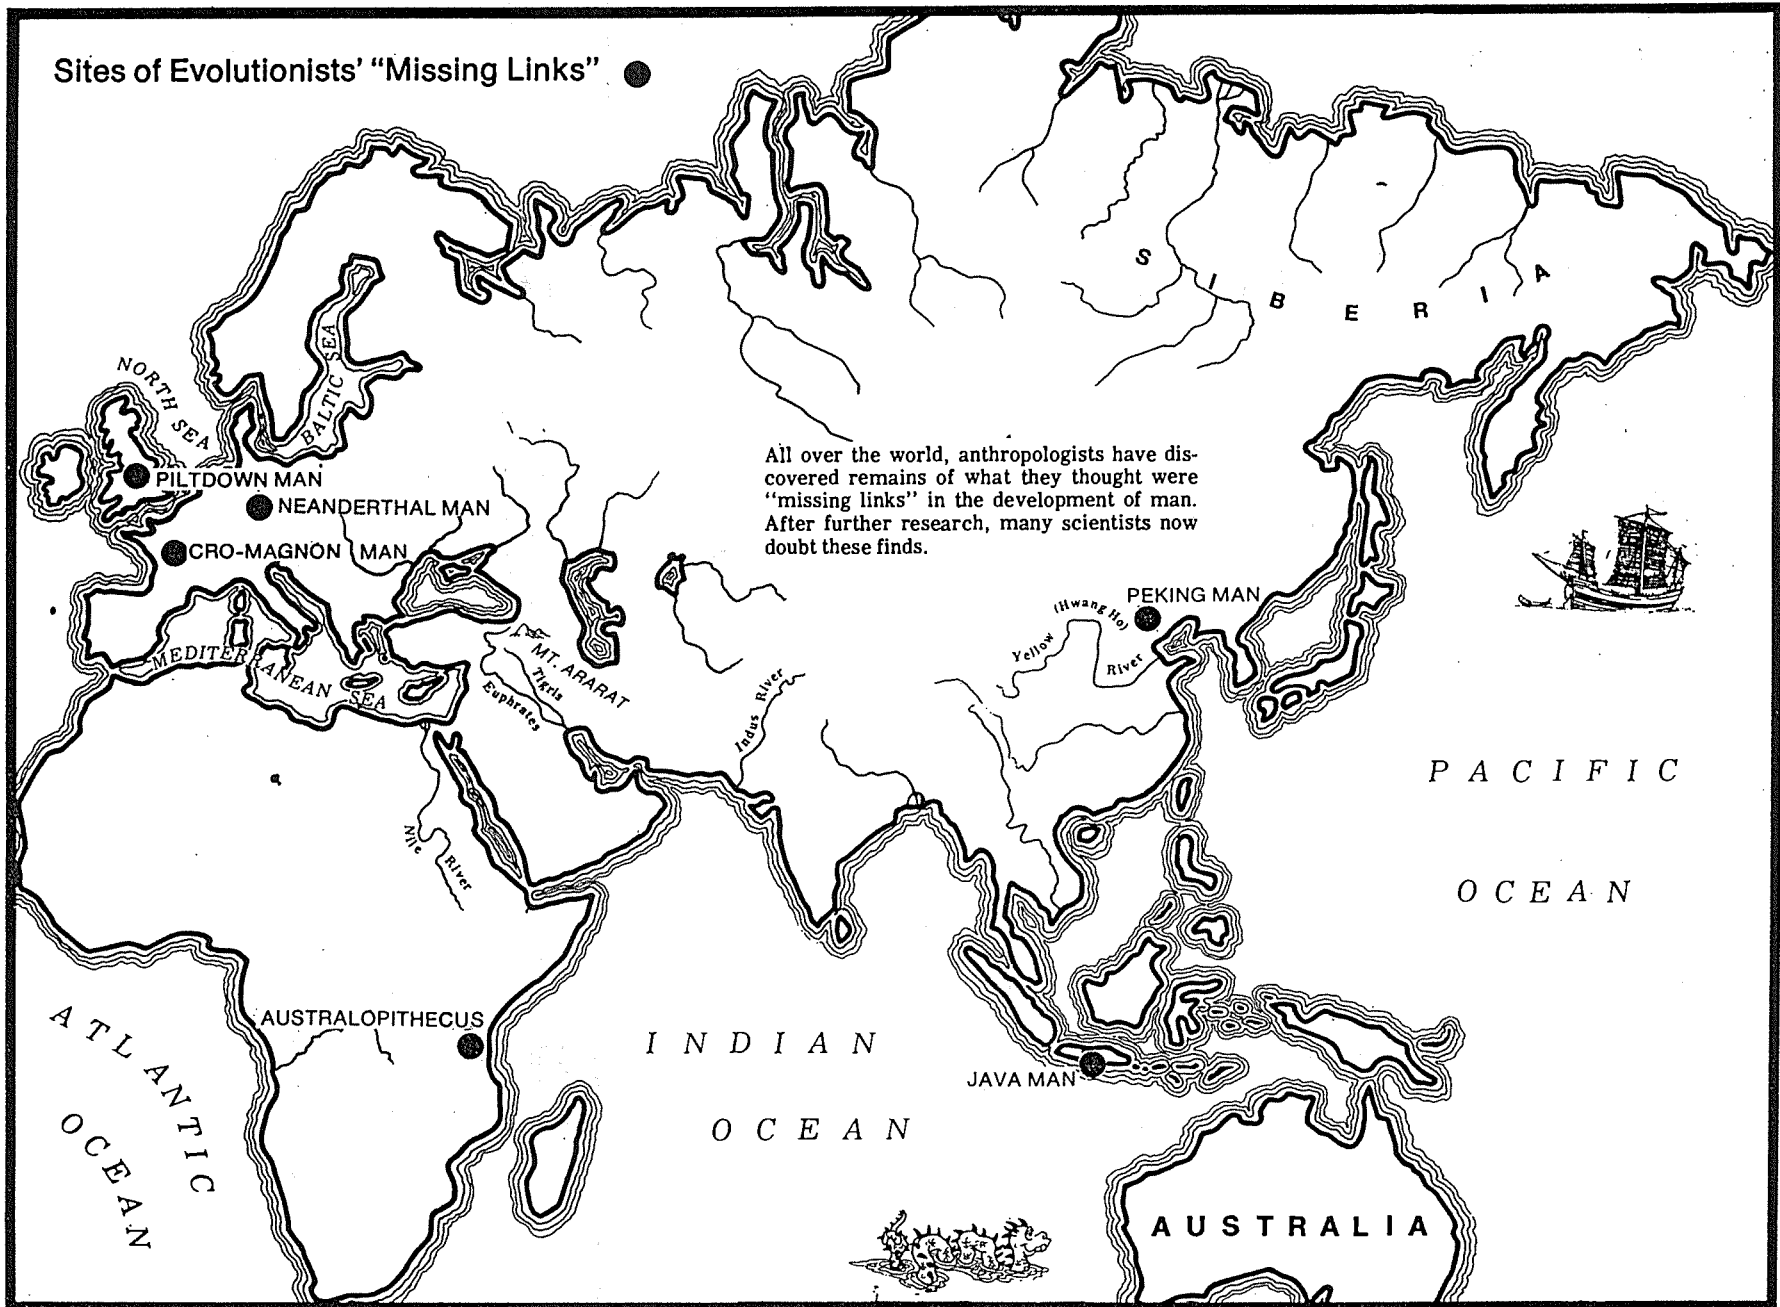 Sites of Evolutionists' "Missing Links"
SIBERIA
NORTH SEA
BALTIC SEA
All over the world, anthropologists have dis-
covered remains of what they thought were
"missing links" in the development of man.
After further research, many scientists now
doubt these finds.
PILTDOWN MAN
NEANDERTHAL MAN
CRO-MAGNON MAN
PEKING MAN
(Hwang Ho)
Yellow River
MEDITERRANEAN SEA
MT. ARARAT
Tigris
Euphrates
Indus River
PACIFIC
OCEAN
Nile River
AUSTRALOPITHECUS
ATLANTIC
OCEAN
INDIAN
OCEAN
JAVA MAN
AUSTRALIA